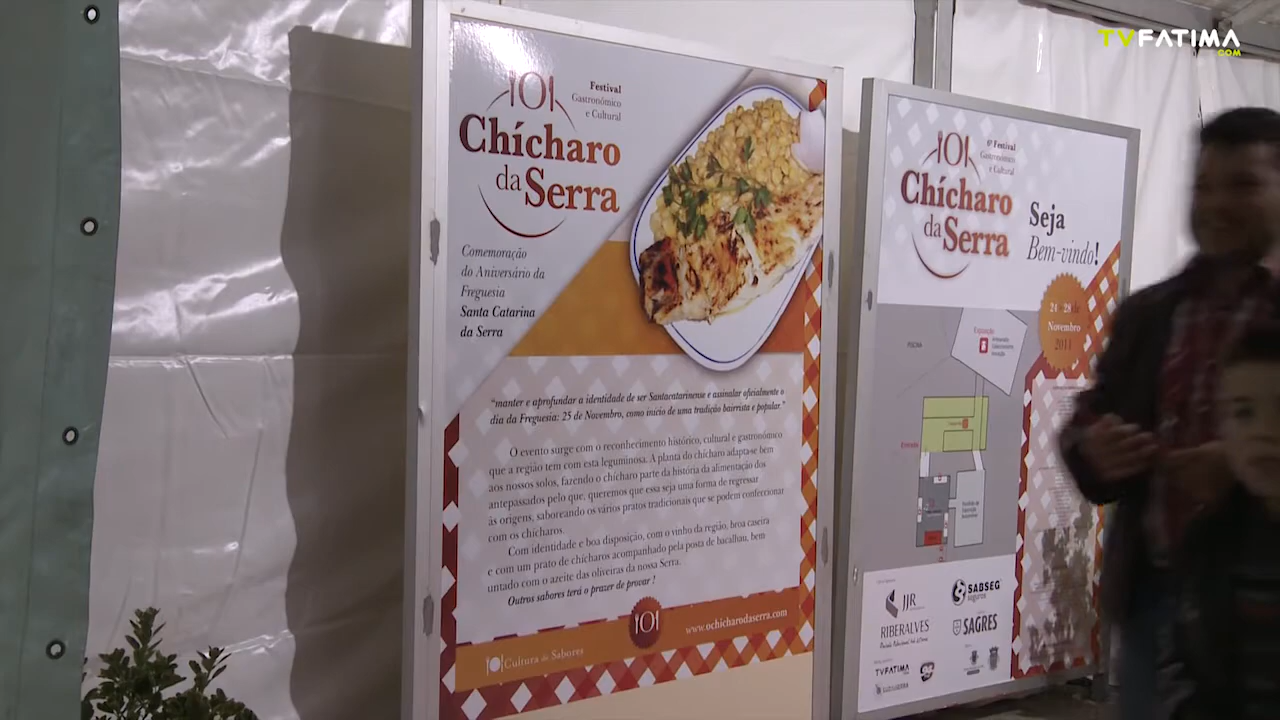 TVFATIMA
.COM
Festival
Gastronómico
e Cultural
Chícharo
da Serra
Comemoração
do Aniversário da
Freguesia
Santa Catarina
da Serra
"manter e aprofundar a identidade de ser Santacatarinense e assinalar oficialmente o
dia da Freguesia: 25 de Novembro, como inicio de uma tradição bairrista e popular."
O evento surge com o reconhecimento histórico, cultural e gastronómico
que a região tem com esta leguminosa. A planta do chícharo adapta-se bem
aos nossos solos, fazendo o chícharo parte da história da alimentação dos
antepassados pelo que, queremos que essa seja uma forma de regressar
às origens, saboreando os vários pratos tradicionais que se podem conferccionar
com os chícharos.
Com identidade e boa disposição, com o vinho da região, broa caseira
e com um prato de chícharos acompanhado pela posta de bacalhau, bem
untado com o azeite das oliveiras da nossa Serra.
Outros sabores terá o prazer de provar !
Cultura de Sabores
www.ochicharodaserra.com
6º Festival
Gastronómico
e Cultural
Chícharo
da Serra
Seja
Bem-vindo!
Novembro
Exposição
PISCINA
Entrada
JJR
SABSEG
seguros
RIBERALVES
SAGRES
TVFATIMA